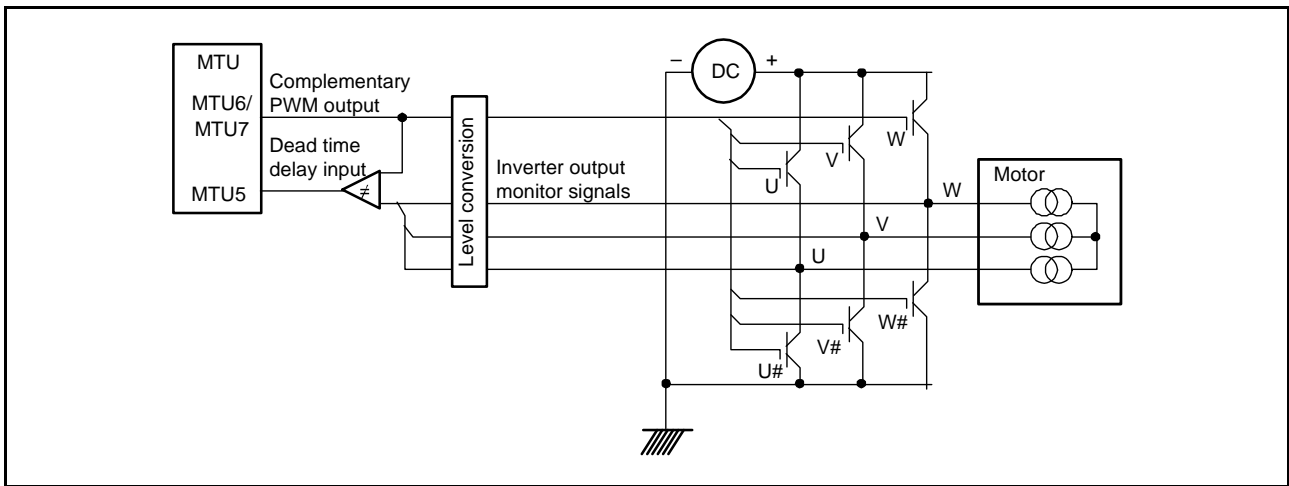 MTU
MTU6/
MTU7
MTU5
Complementary
PWM output
Dead time
delay input
≠
Level conversion
Inverter output
monitor signals
–
DC
+
W
V
U
W
V
U
W#
V#
U#
Motor